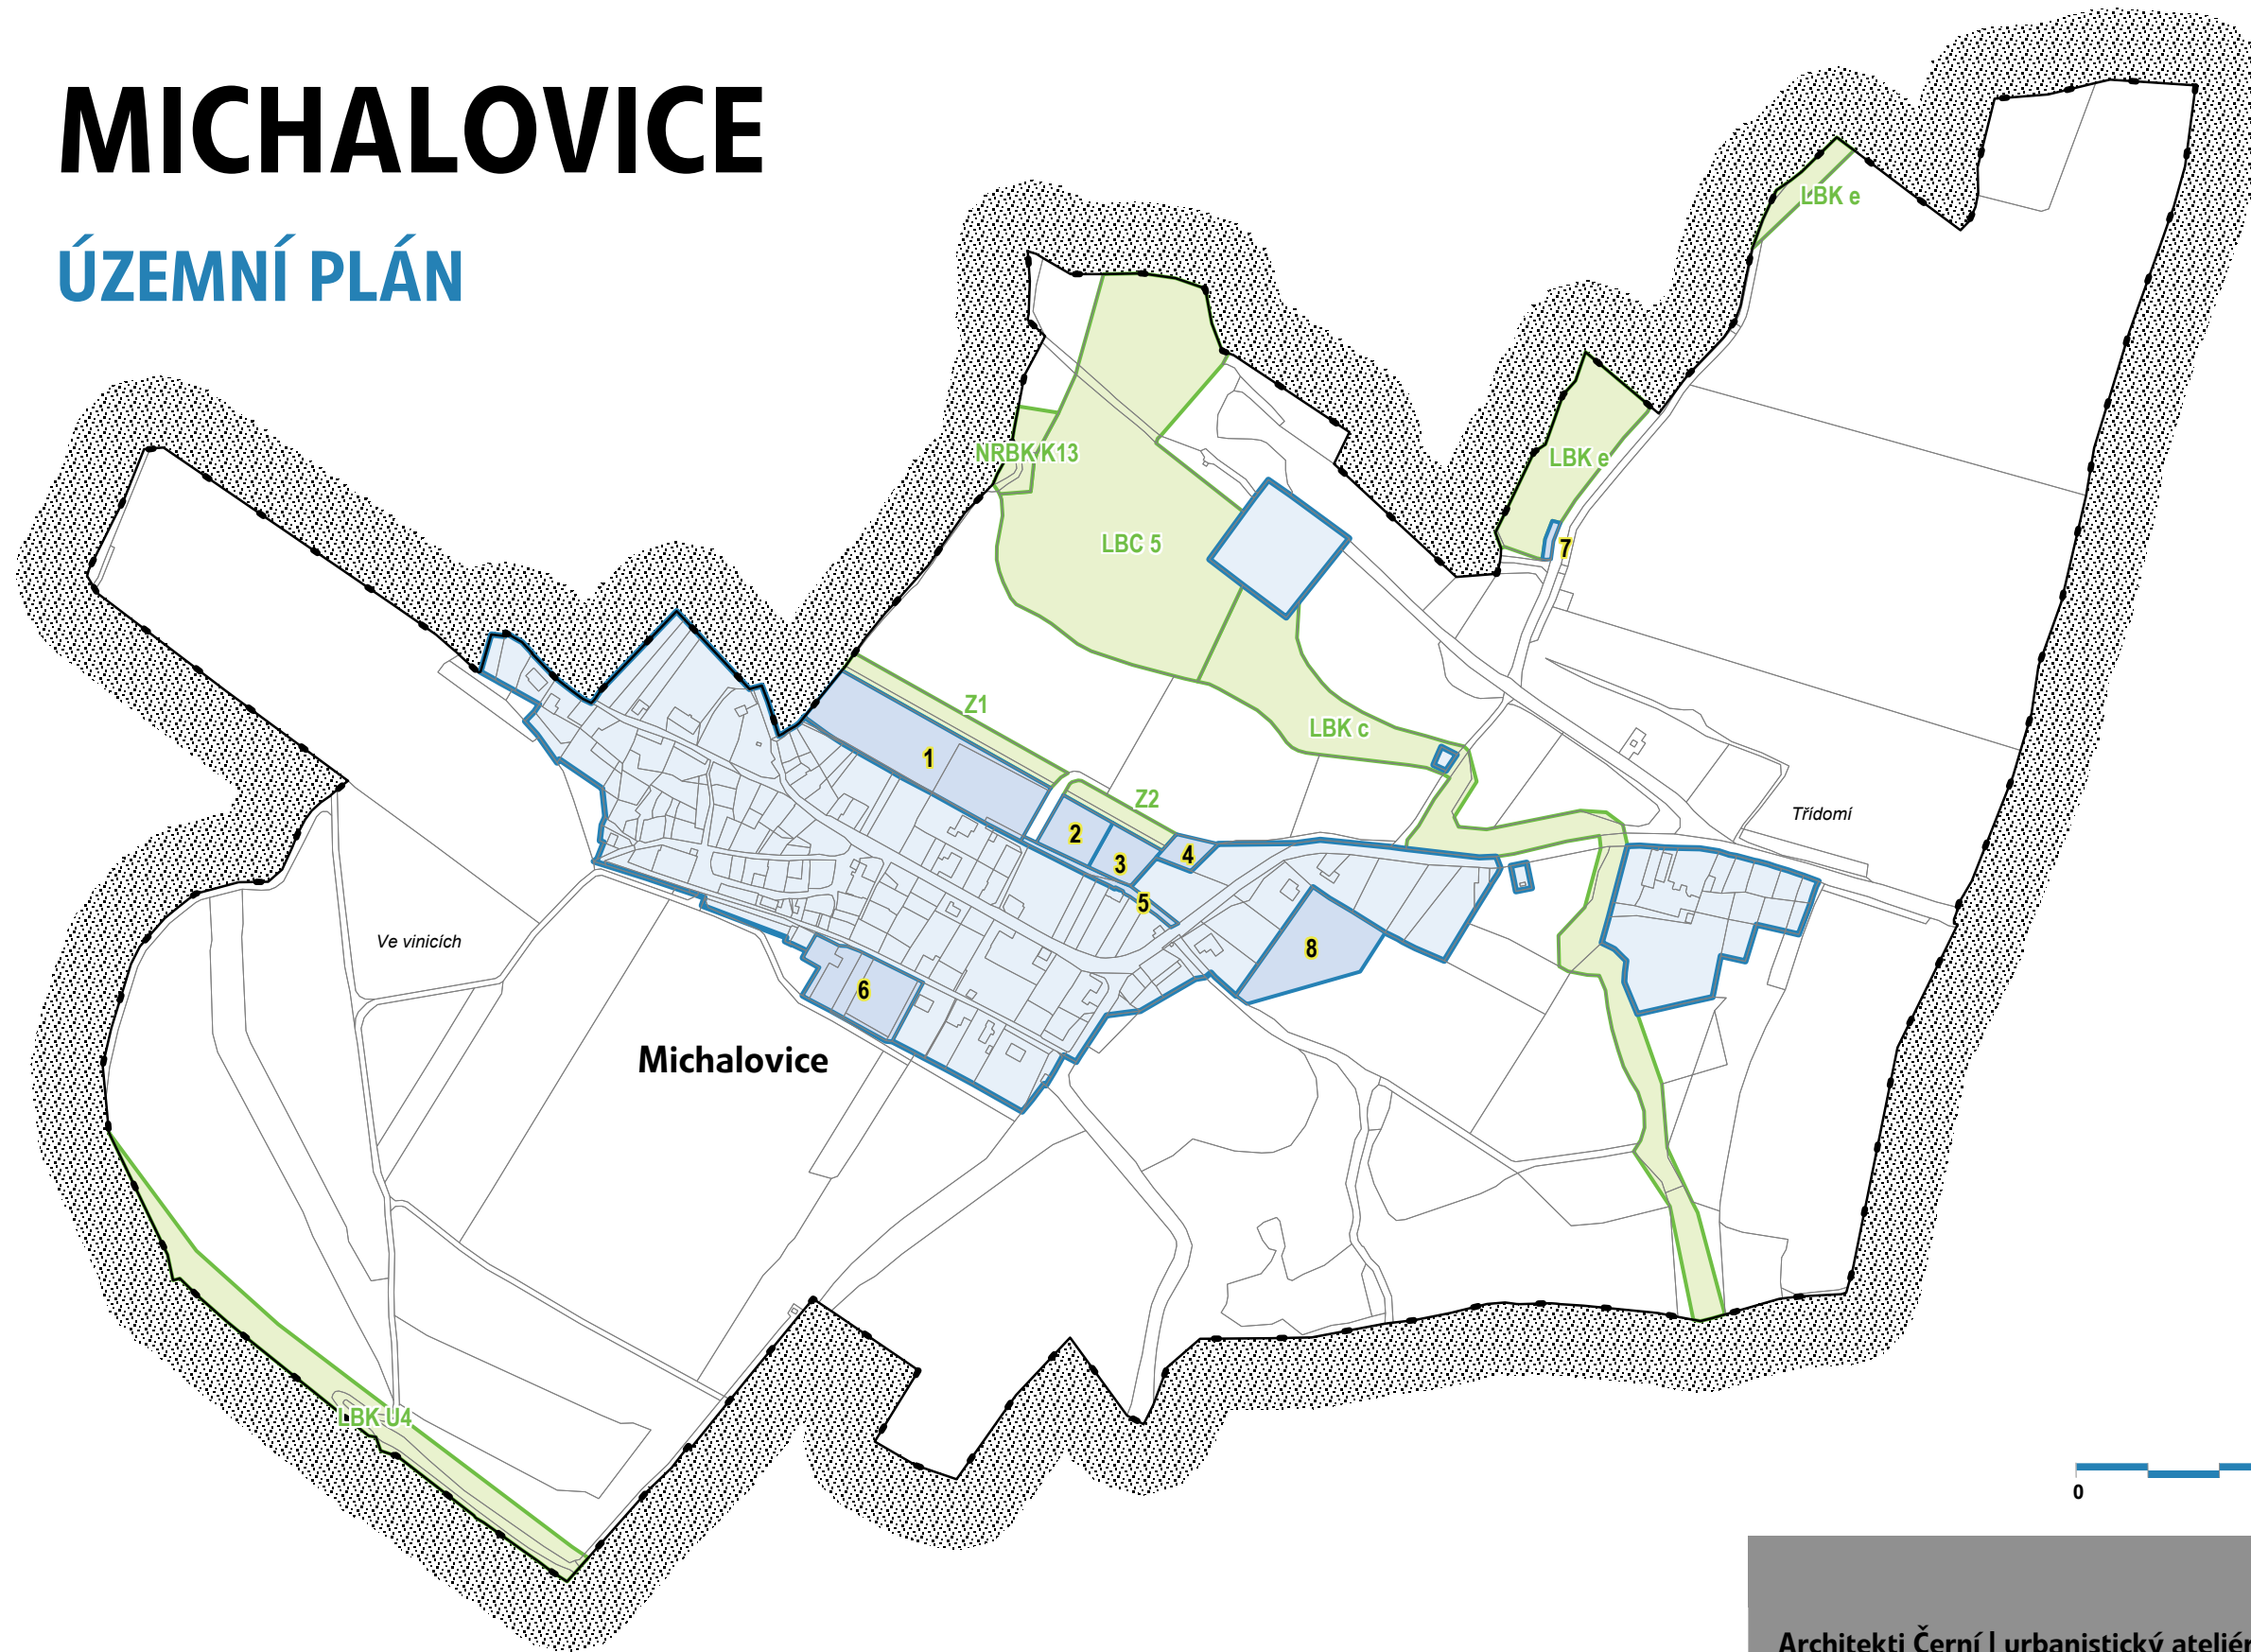 MICHALOVICE
ÚZEMNÍ PLÁN
LBK e
NRBK K13
LBK e
LBC 5
7
Z1
LBK c
1
Z2
Třídomí
2
3
4
5
Ve vinicích
8
6
Michalovice
LBK U4
0
Architekti Černí | urbanistický ateliér